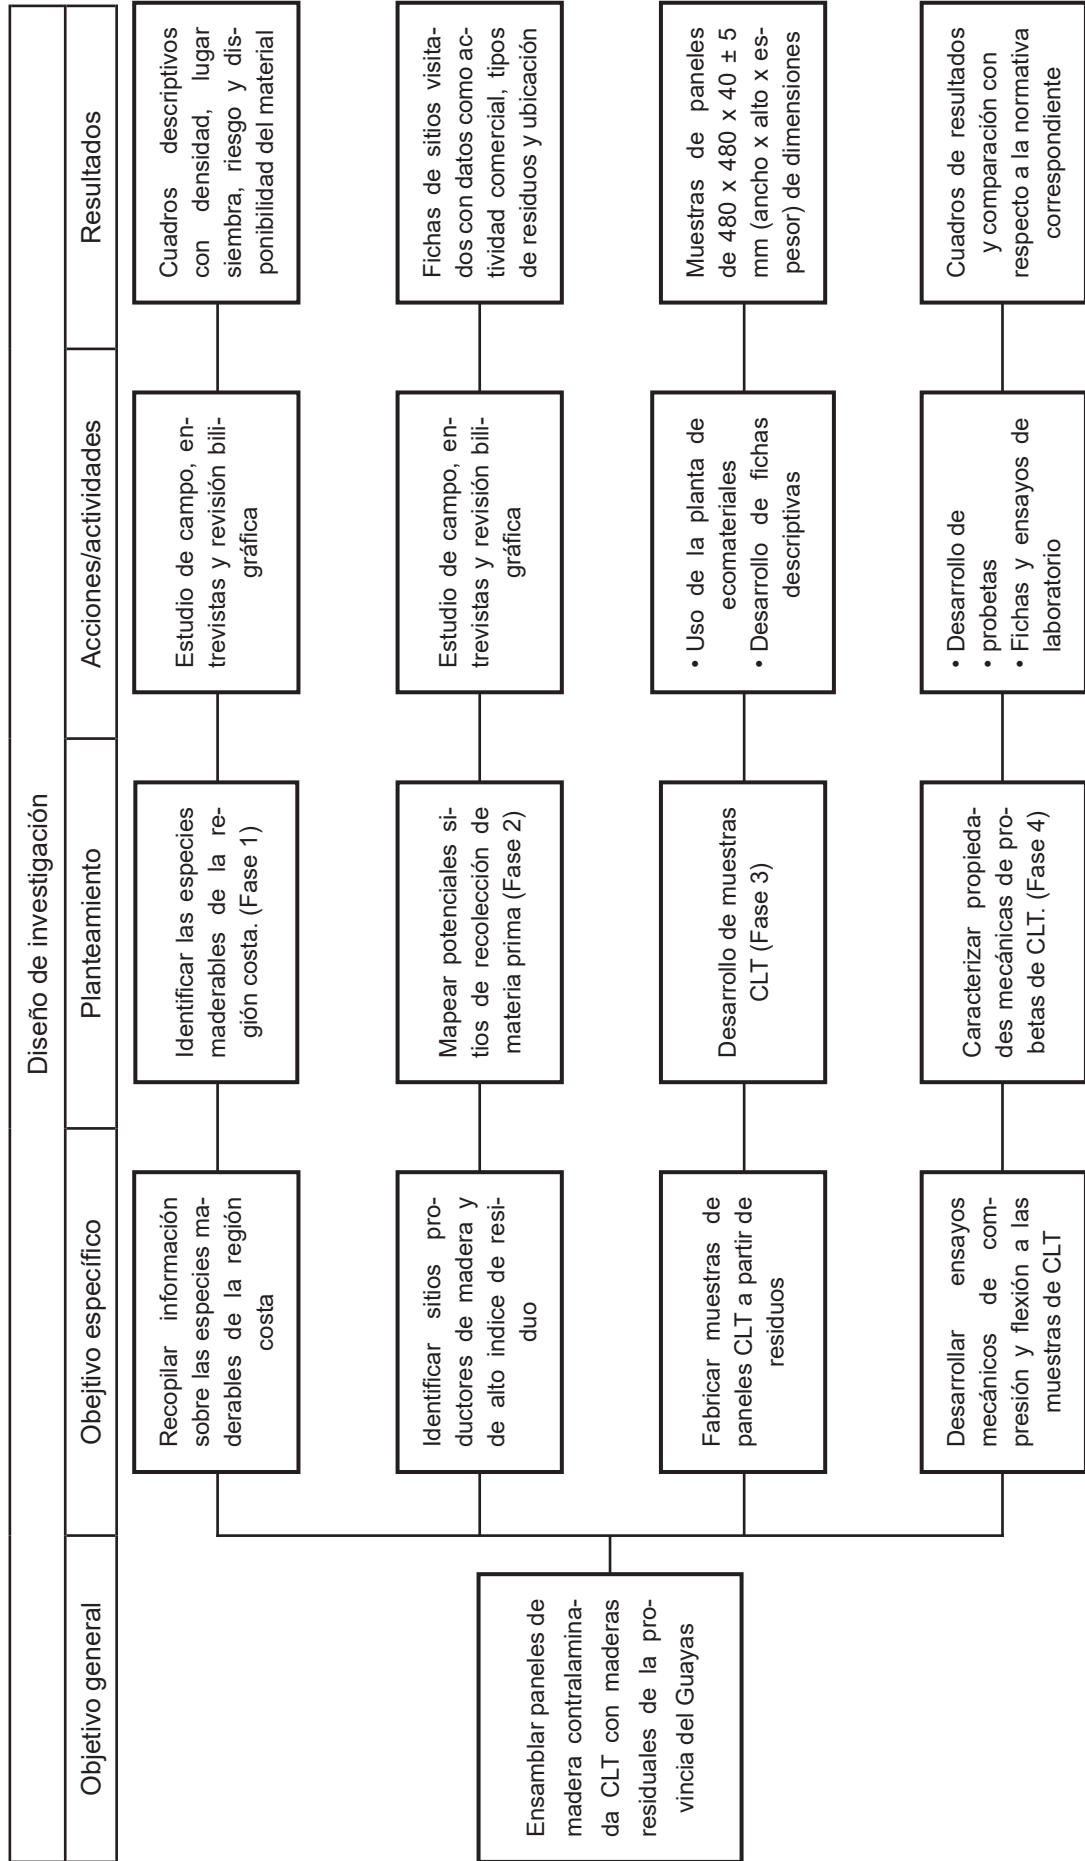 Diseño de investigación
Objetivo general
Obejtivo específico
Planteamiento
Acciones/actividades
Resultados
Ensamblar paneles de
madera contralamina-
da CLT con maderas
residuales de la pro-
vincia del Guayas
Recopilar información
sobre las especies ma-
derables de la región
costa
Identificar las especies
maderables de la re-
gión costa. (Fase 1)
Estudio de campo, en-
trevistas y revisión bili-
gráfica
Cuadros descriptivos
con densidad, lugar
siembra, riesgo y dis-
ponibilidad del material
Identificar sitios pro-
ductores de madera y
de alto indice de resi-
duo
Mapear potenciales si-
tios de recolección de
materia prima (Fase 2)
Estudio de campo, en-
trevistas y revisión bili-
gráfica
Fichas de sitios visita-
dos con datos como ac-
tividad comercial, tipos
de residuos y ubicación
Fabricar muestras de
paneles CLT a partir de
residuos
Desarrollo de muestras
CLT (Fase 3)
• Uso de la planta de
ecomateriales
• Desarrollo de fichas
descriptivas
Muestras de paneles
de 480 x 480 x 40 ± 5
mm (ancho x alto x es-
pesor) de dimensiones
Desarrollar ensayos
mecánicos de com-
presión y flexión a las
muestras de CLT
Caracterizar propieda-
des mecánicas de pro-
betas de CLT. (Fase 4)
• Desarrollo de
• probetas
• Fichas y ensayos de
laboratorio
Cuadros de resultados
y comparación con
respecto a la normativa
correspondiente